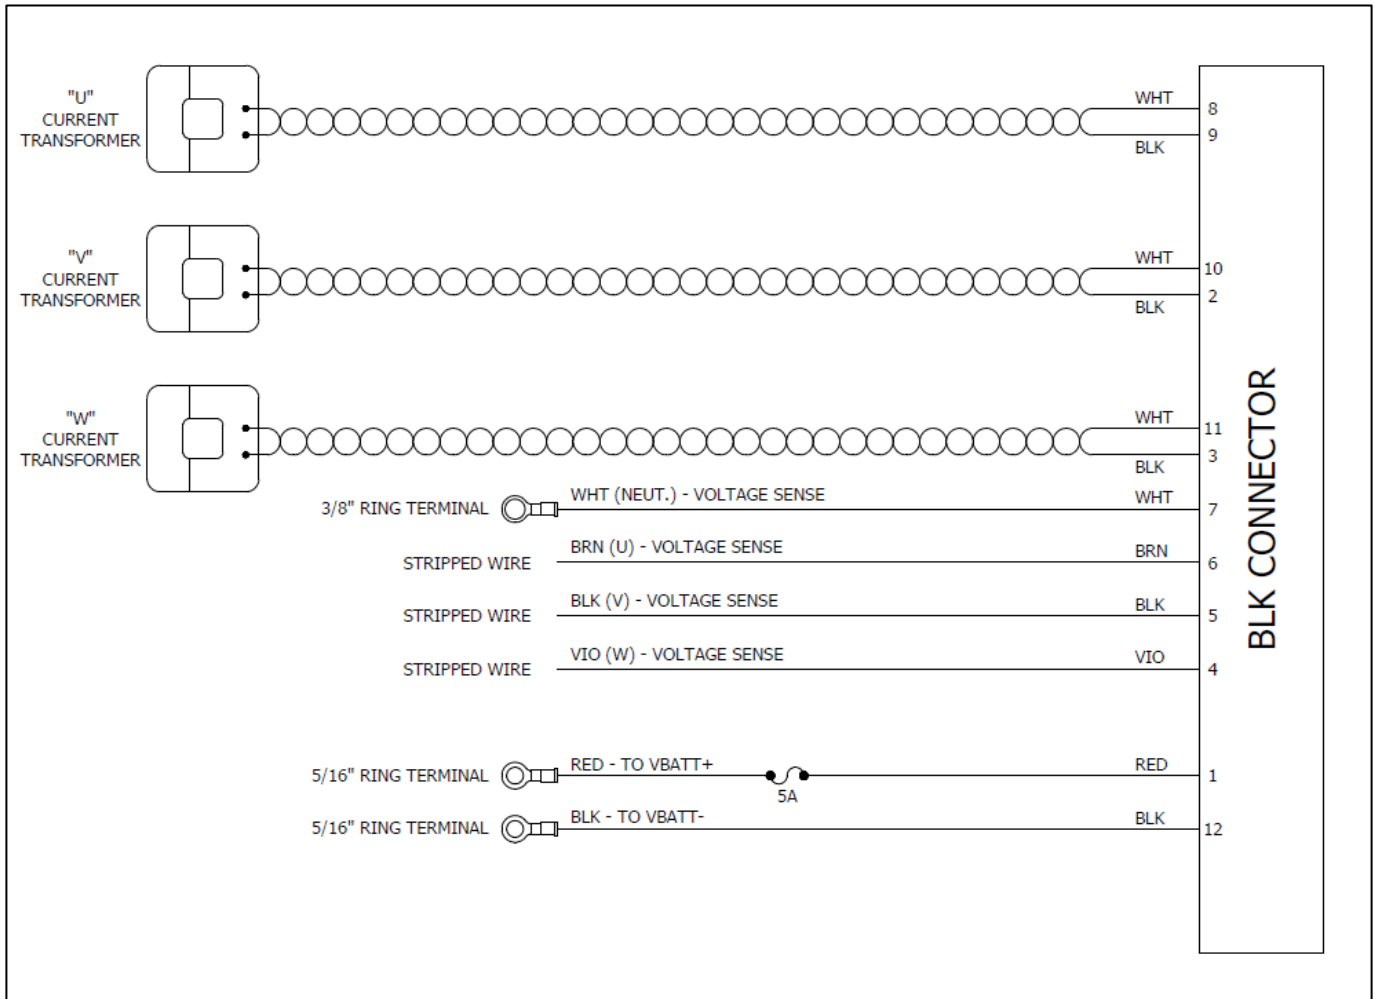 "U"
CURRENT
TRANSFORMER
WHT
8
9
BLK
"V"
CURRENT
TRANSFORMER
WHT
10
2
BLK
"W"
CURRENT
TRANSFORMER
WHT
11
3
BLK
3/8" RING TERMINAL
WHT (NEUT.) - VOLTAGE SENSE
WHT
7
STRIPPED WIRE
BRN (U) - VOLTAGE SENSE
BRN
6
STRIPPED WIRE
BLK (V) - VOLTAGE SENSE
BLK
5
STRIPPED WIRE
VIO (W) - VOLTAGE SENSE
VIO
4
5/16" RING TERMINAL
RED - TO VBATT+
5A
RED
1
5/16" RING TERMINAL
BLK - TO VBATT-
BLK
12
BLK CONNECTOR